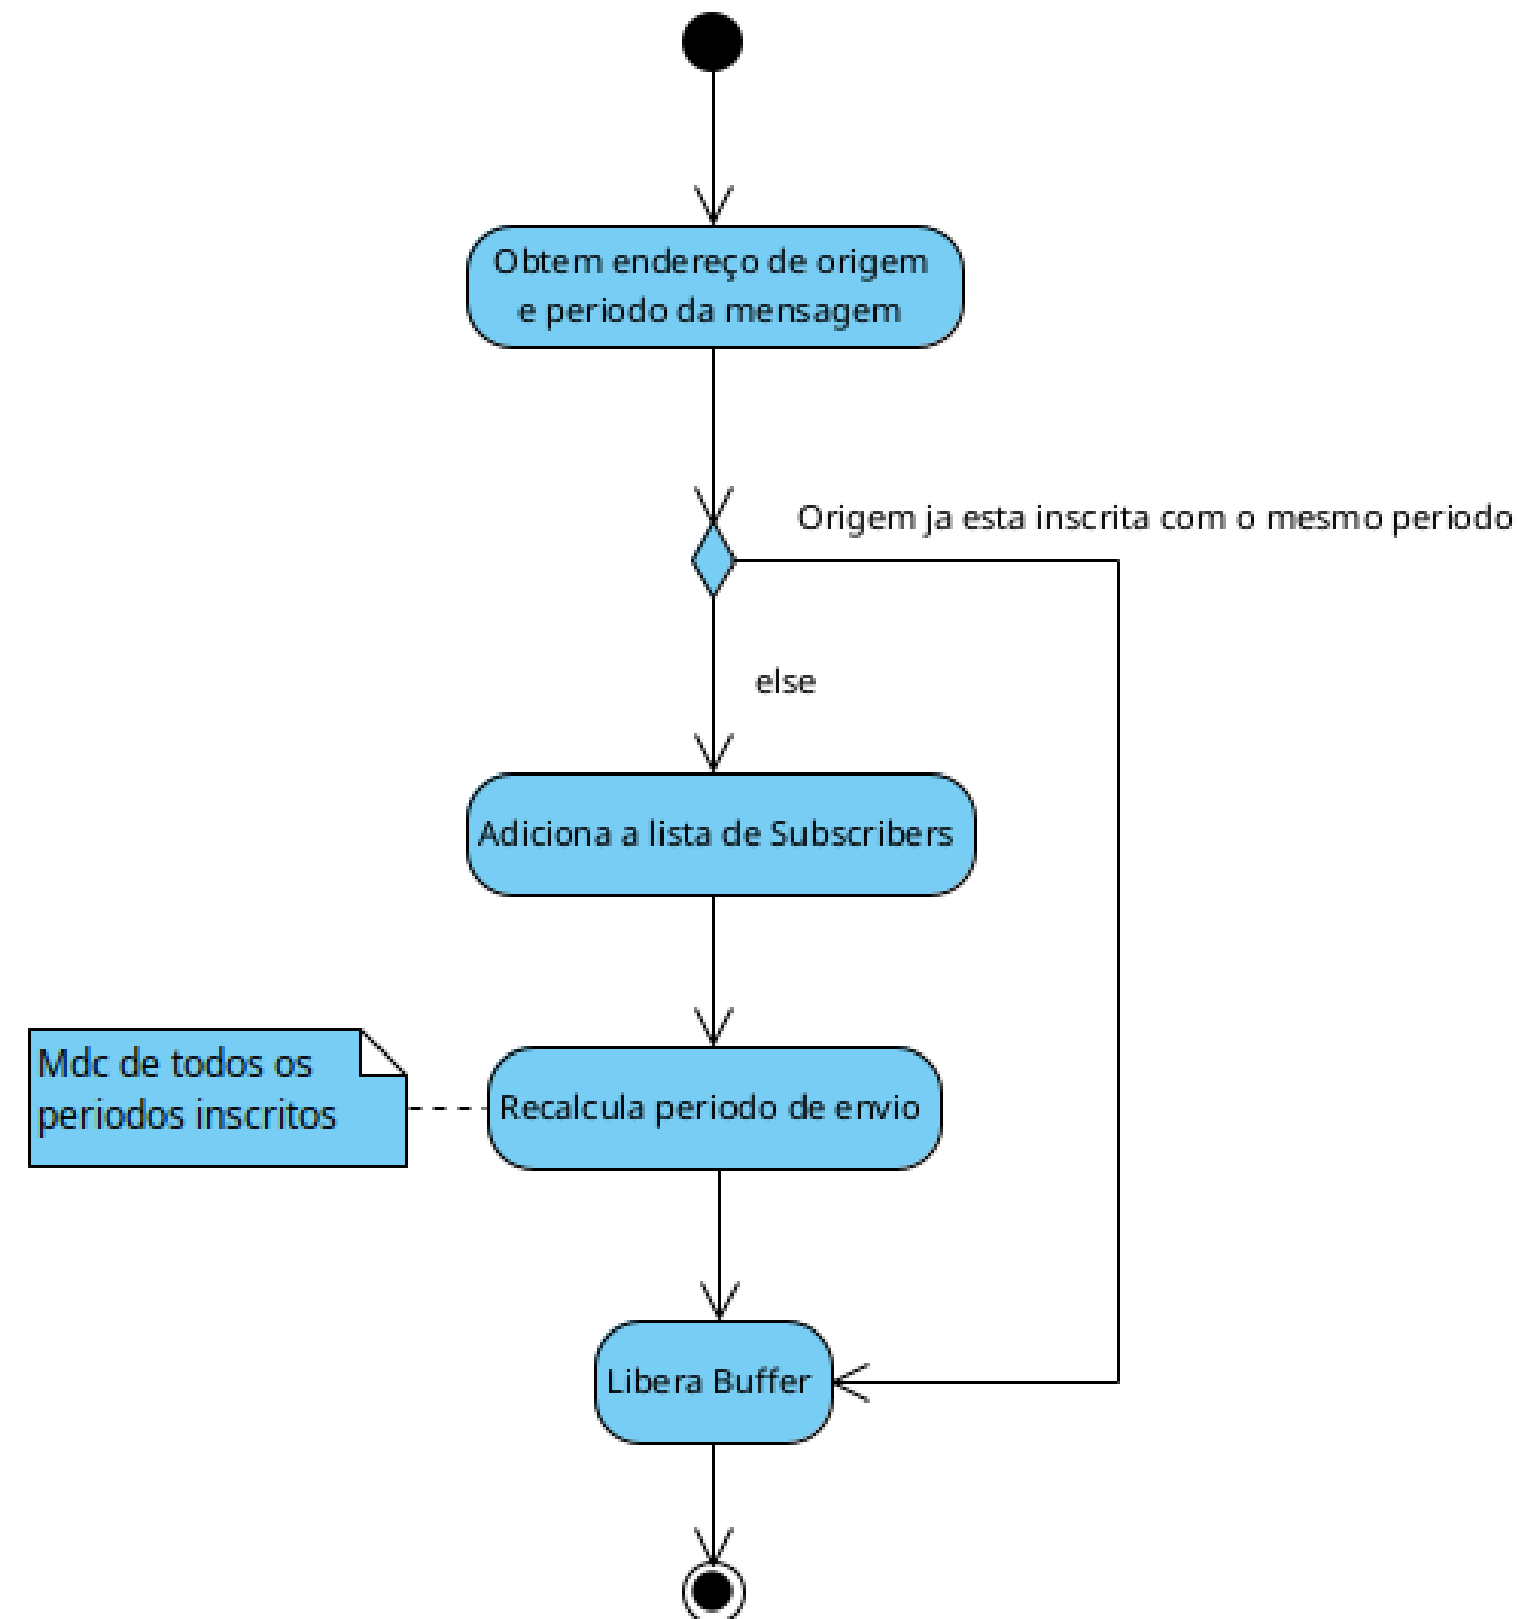 Obtem endereço de origem
e periodo da mensagem
Origem ja esta inscrita com o mesmo periodo
else
Adiciona a lista de Subscribers
Mdc de todos os
periodos inscritos
Recalcula periodo de envio
Libera Buffer